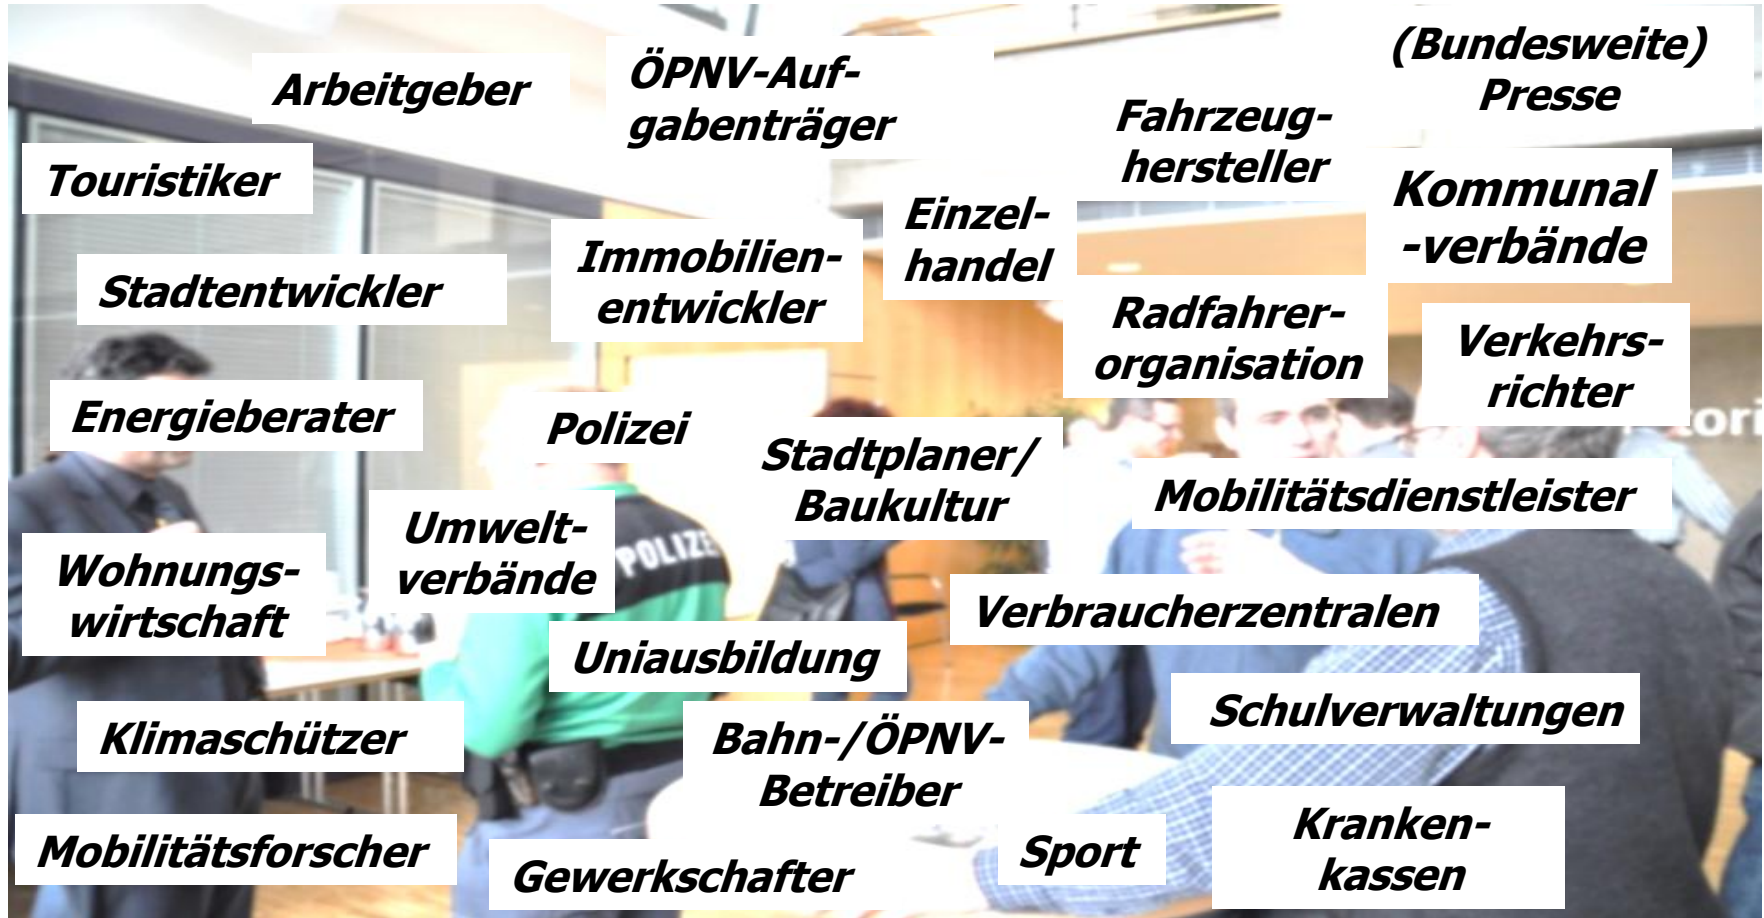 Arbeitgeber
ÖPNV-Auf-
gabenträger
(Bundesweite)
Presse
Fahrzeug-
hersteller
Touristiker
Kommunal
-verbände
Einzel-
handel
Immobilien-
entwickler
Stadtentwickler
Radfahrer-
organisation
Verkehrs-
richter
Energieberater
Polizei
Stadtplaner/
Baukultur
Mobilitätsdienstleister
Umwelt-
verbände
POLIZE
Wohnungs-
wirtschaft
Verbraucherzentralen
Uniausbildung
Schulverwaltungen
Klimaschützer
Bahn-/ÖPNV-
Betreiber
Mobilitätsforscher
Gewerkschafter
Sport
Kranken-
kassen